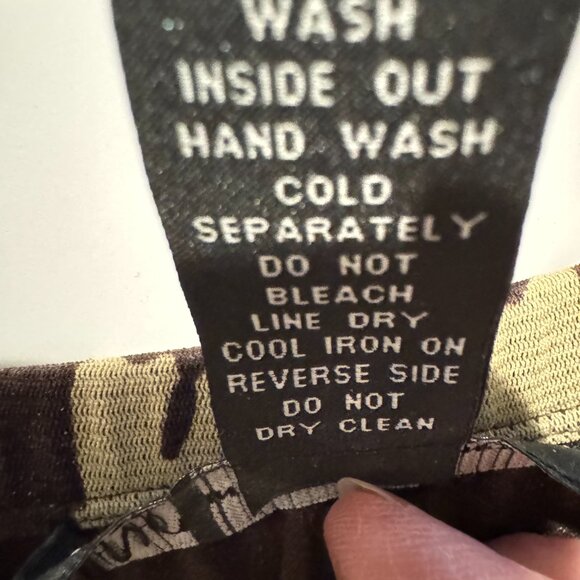 WASH
INSIDE OUT
HAND WASH
COLD
SEPARATELY
DO NOT
BLEACH
LINE DRY
COOL IRON ON
REVERSE SIDE
DO NOT
DRY CLEAN